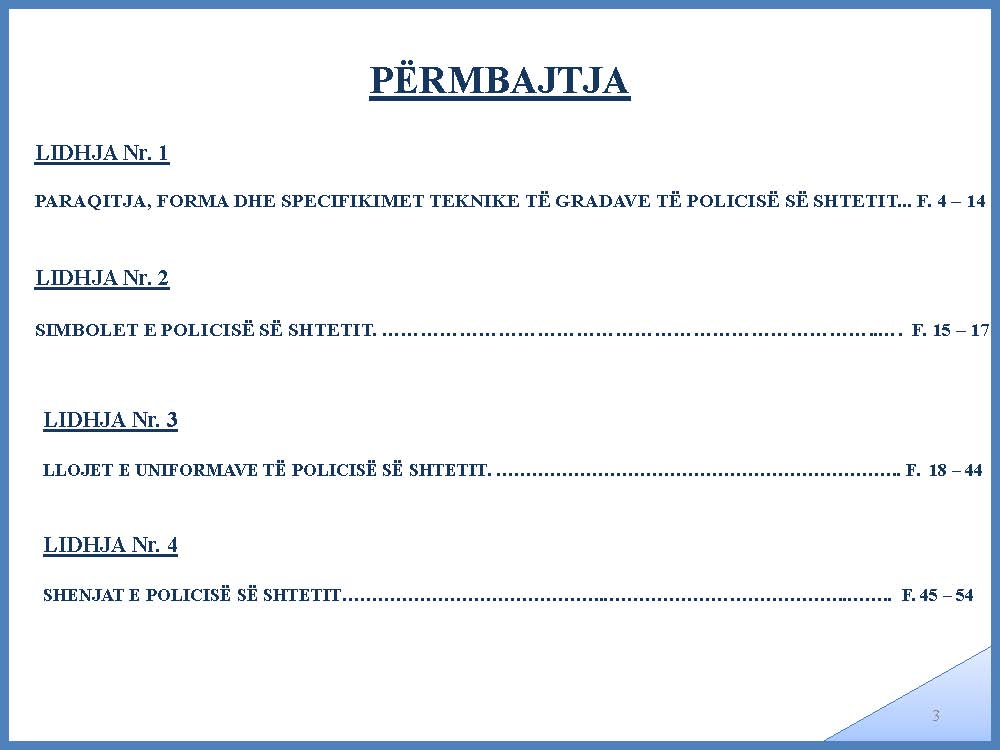 PËRMBAJTJA
LIDHJA Nr. 1
PARAQITJA, FORMA DHE SPECIFIKIMET TEKNIKE TË GRADAVE TË POLICISË SË SHTETIT... F. 4 – 14
LIDHJA Nr. 2
SIMBOLET E POLICISË SË SHTETIT. …………………………………………………………………..…. F. 15 – 17
LIDHJA Nr. 3
LLOJET E UNIFORMAVE TË POLICISË SË SHTETIT. …………………………………………………………. F. 18 – 44
LIDHJA Nr. 4
SHENJAT E POLICISË SË SHTETIT……………………………………..…………………………………..…….. F. 45 – 54
3